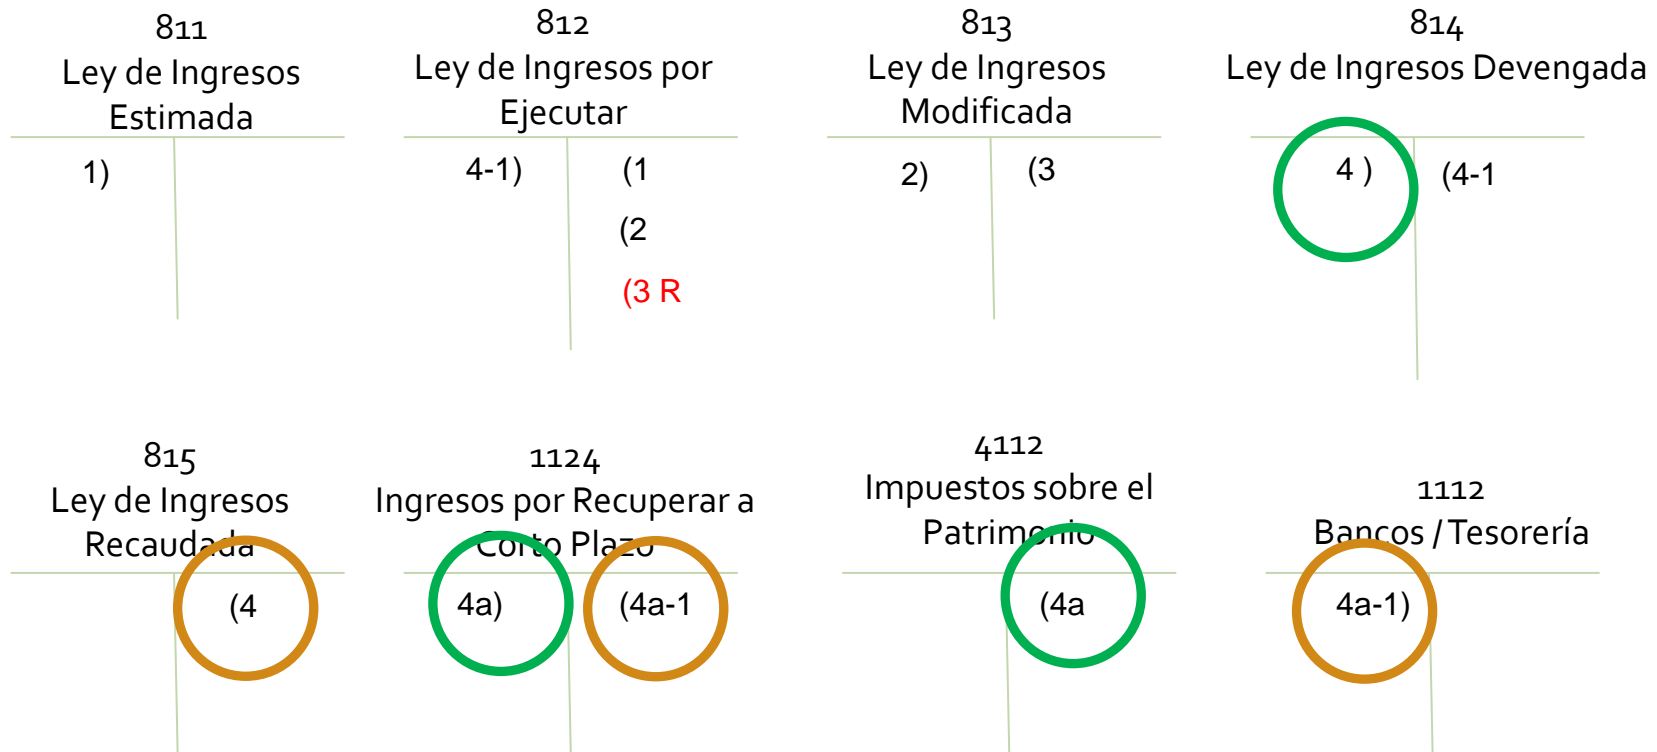 811
Ley de Ingresos
Estimada
1)
812
Ley de Ingresos por
Ejecutar
4-1)
(1
(2
(3 R
813
Ley de Ingresos
Modificada
2)
(3
814
Ley de Ingresos Devengada
4 )
(4-1
815
Ley de Ingresos
Recaudada
(4
1124
Ingresos por Recuperar a
Corto Plazo
4a)
(4a-1
4112
Impuestos sobre el
Patrimonio
(4a
1112
Bancos / Tesorería
4a-1)